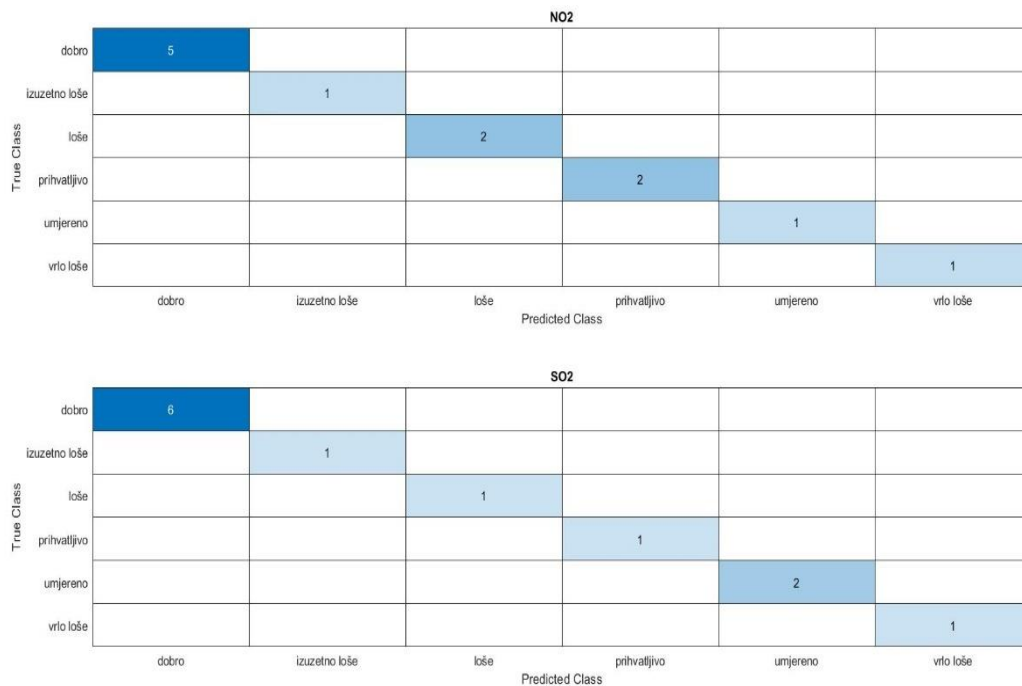 NO2
True Class
dobro 5
izuzetno loše 1
loše 2
prihvatljivo 2
umjereno 1
vrlo loše 1
dobro izuzetno loše loše prihvatljivo umjereno vrlo loše
Predicted Class
SO2
True Class
dobro 6
izuzetno loše 1
loše 1
prihvatljivo 1
umjereno 2
vrlo loše 1
dobro izuzetno loše loše prihvatljivo umjereno vrlo loše
Predicted Class